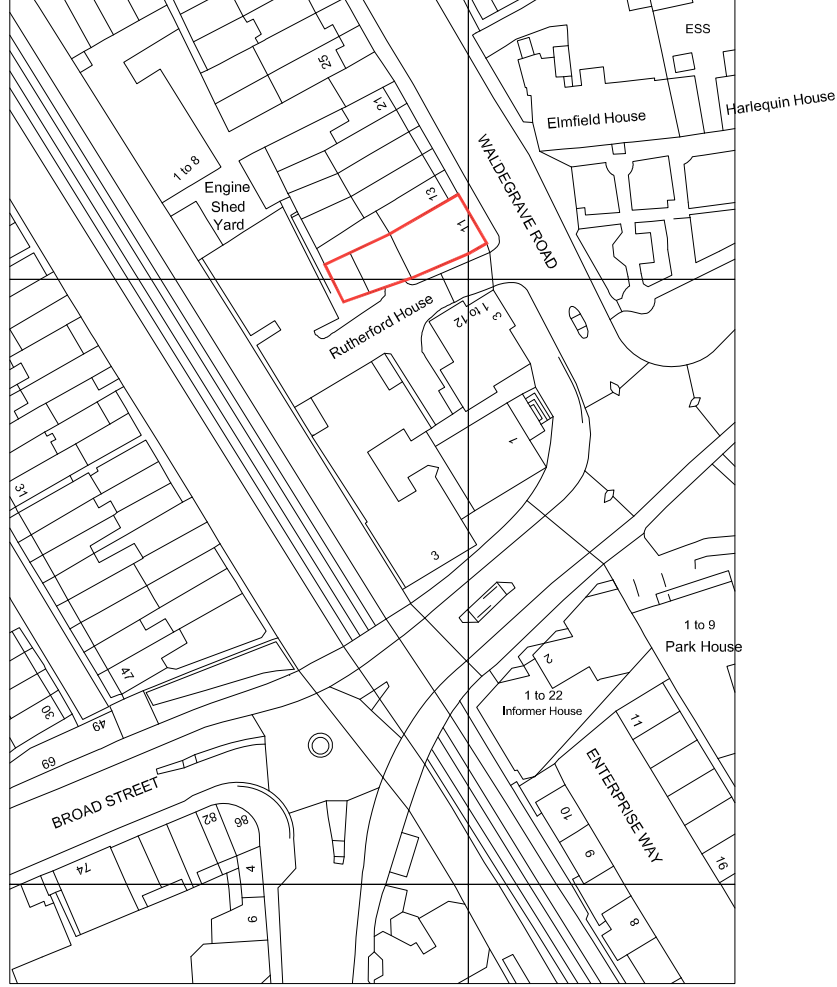 ESS
25
Harlequin House
21
Elmfield House
1 to 8
WALDEGRAVE ROAD
Engine
Shed
Yard
13
11
Rutherford House
1 to 12
3
1
31
3
1 to 9
Park House
2
47
1 to 22
Informer House
30
49
11
69
ENTERPRISE WAY
BROAD STREET
82
86
10
74
4
9
16
6
8